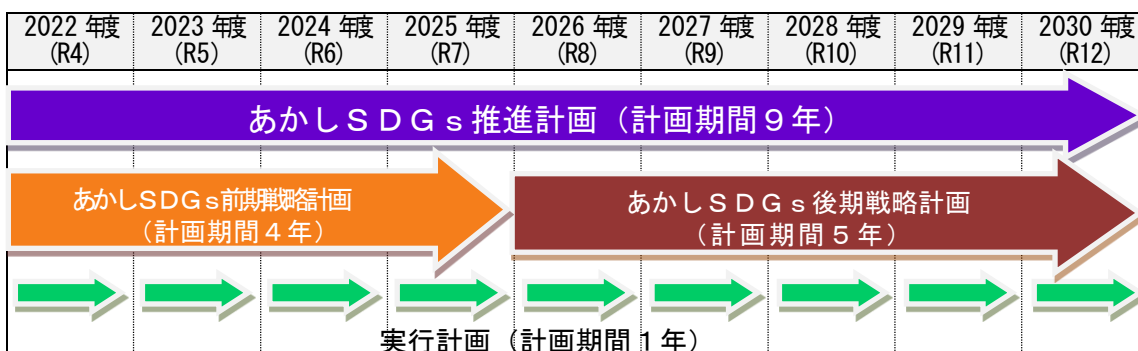 2022 年度 2023 年度 2024 年度 2025 年度 2026 年度 2027 年度 2028 年度 2029 年度 2030 年度
(R4) (R5) (R6) (R7) (R8) (R9) (R10) (R11) (R12)
あかしＳＤＧｓ推進計画（計画期間９年）
あかしＳＤＧｓ前期戦略計画
（計画期間４年）
あかしＳＤＧｓ後期戦略計画
（計画期間５年）
実行計画（計画期間１年）